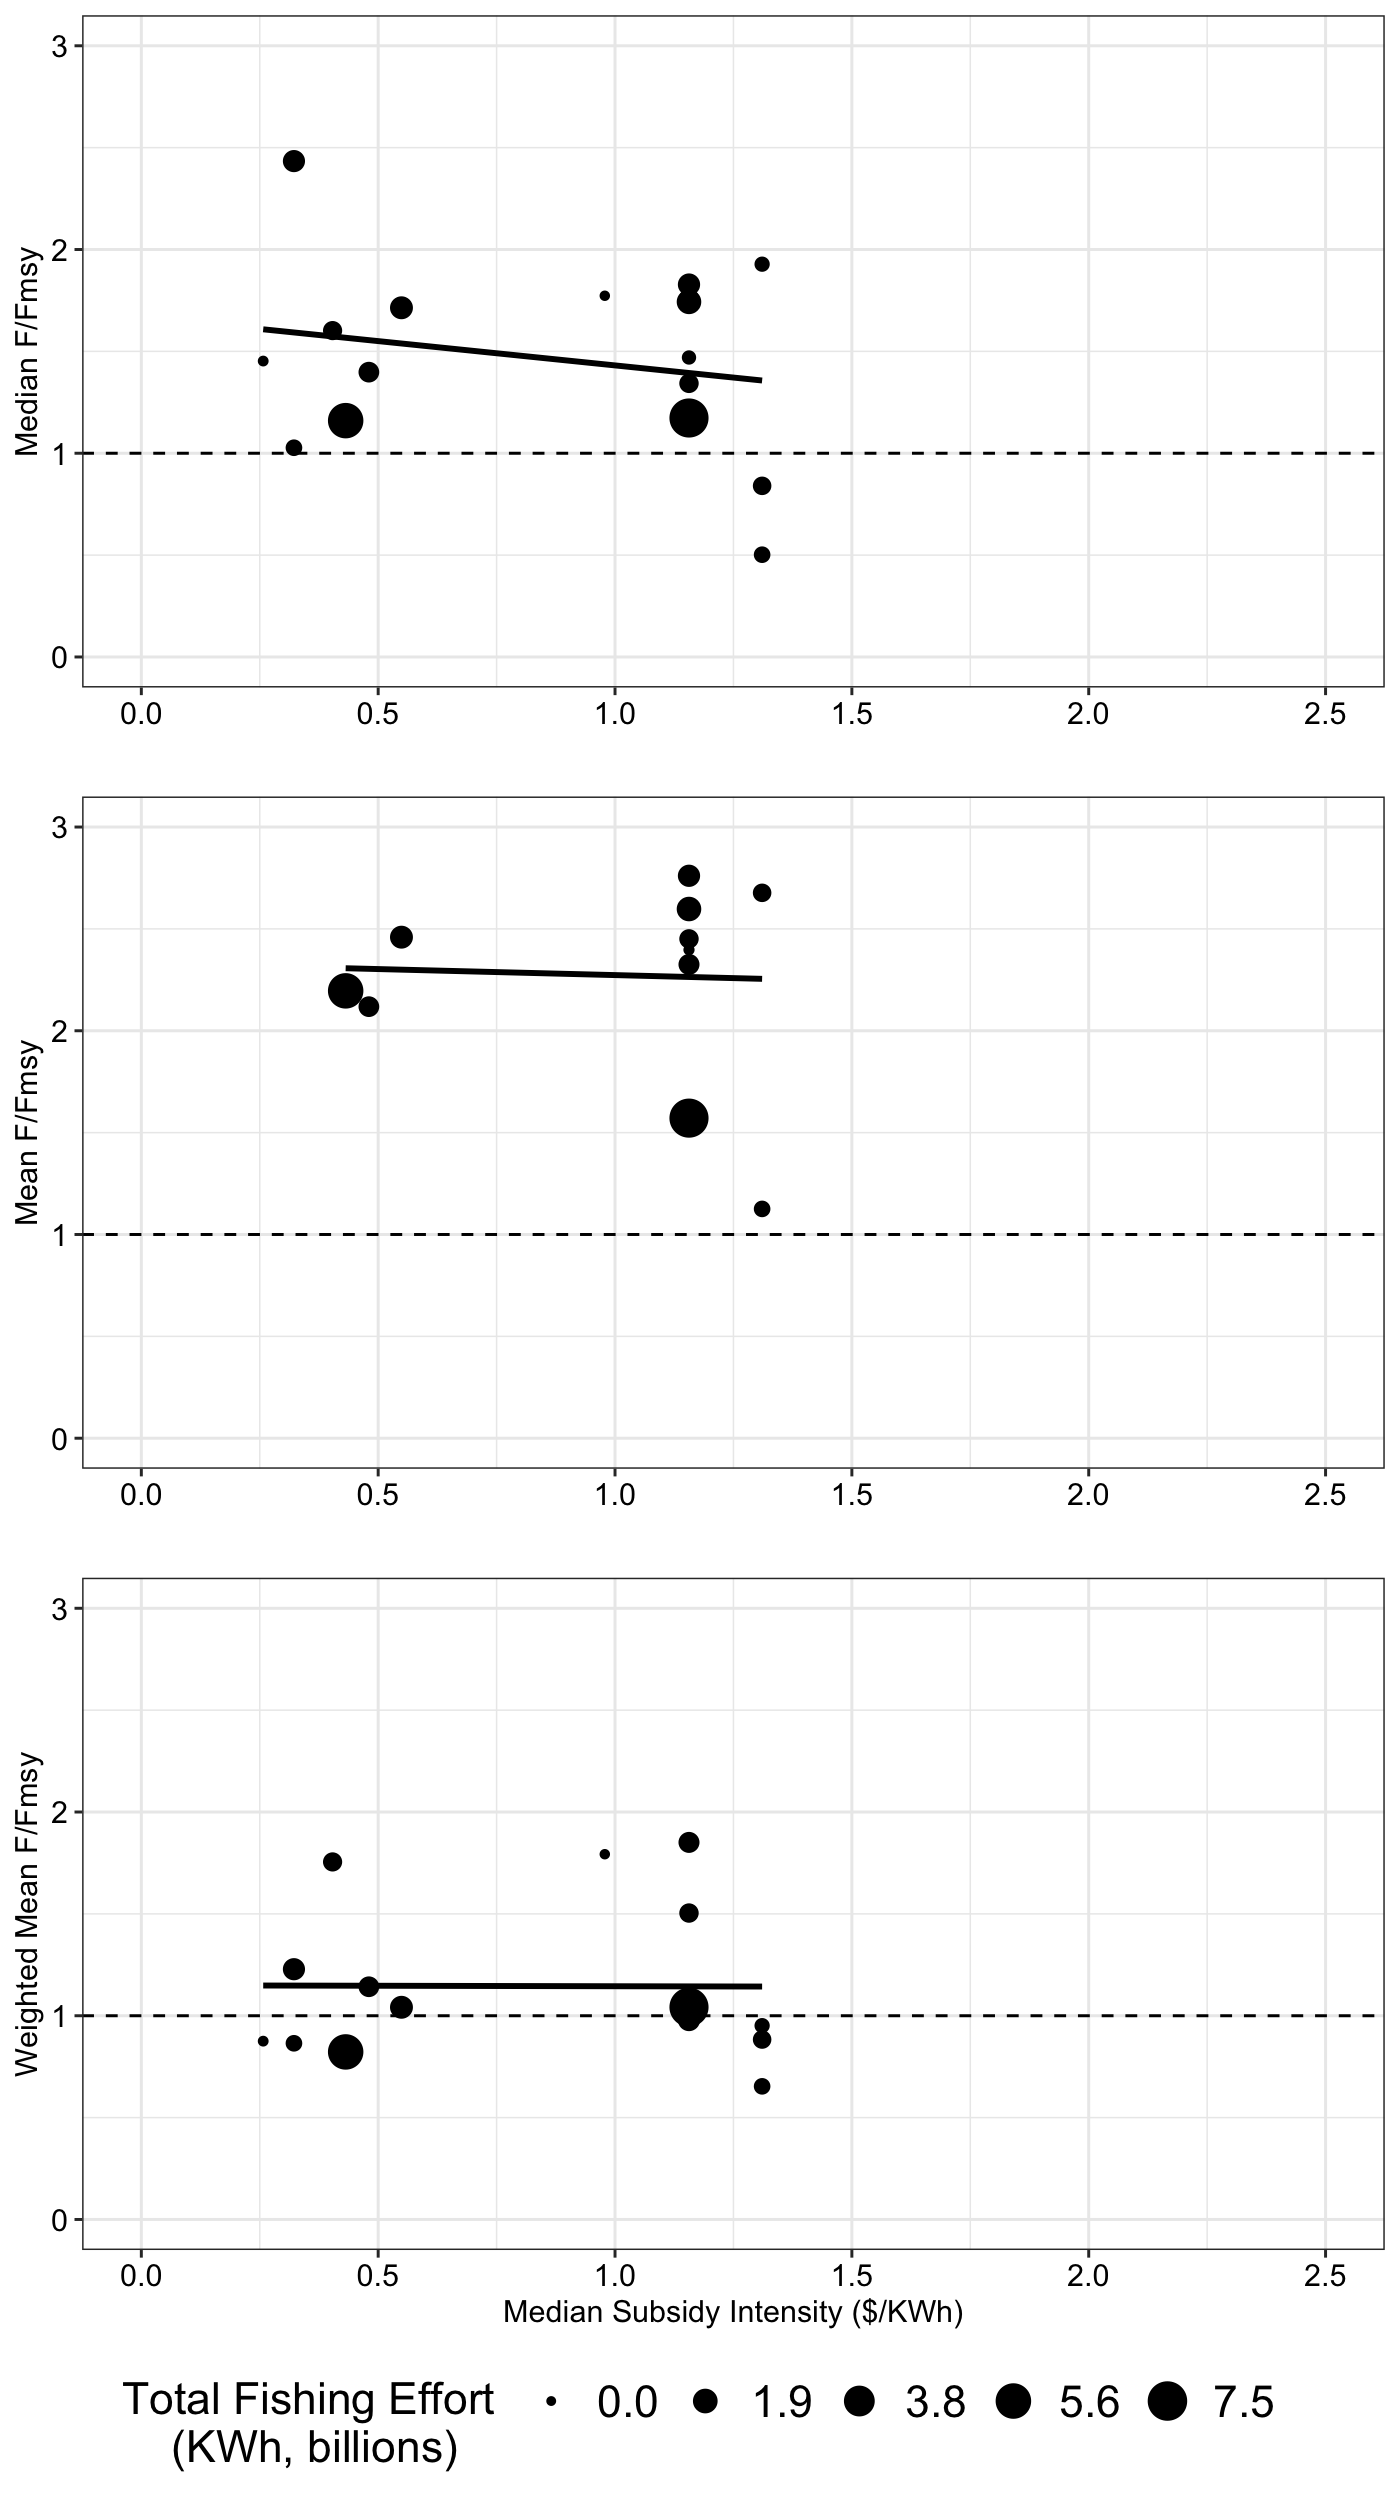 3
2
1
0
Median F/Fmsy
0.0 0.5 1.0 1.5 2.0 2.5
3
2
1
0
Mean F/Fmsy
0.0 0.5 1.0 1.5 2.0 2.5
3
2
1
0
Weighted Mean F/Fmsy
0.0 0.5 1.0 1.5 2.0 2.5
Median Subsidy Intensity ($/KWh)
Total Fishing Effort 0.0 1.9 3.8 5.6 7.5
(KWh, billions)